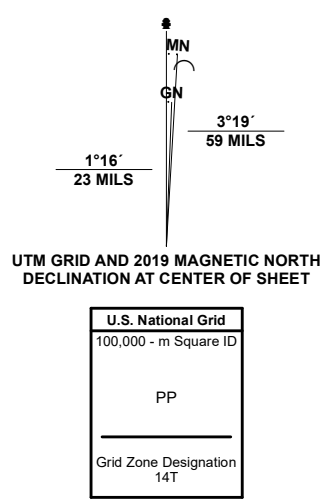 MN
GN
3°19´
59 MILS
1°16´
23 MILS
UTM GRID AND 2019 MAGNETIC NORTH
DECLINATION AT CENTER OF SHEET
U.S. National Grid
100,000 - m Square ID
PP
Grid Zone Designation
14T